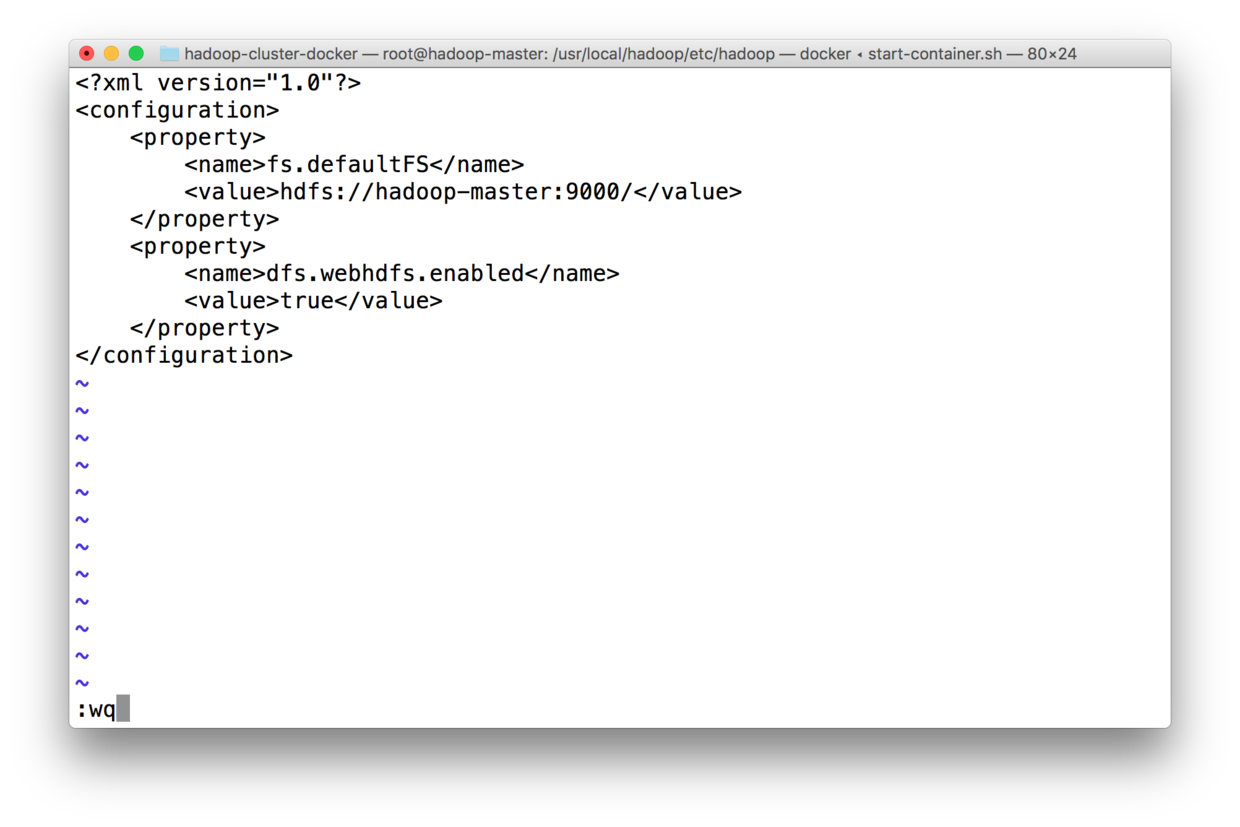 hadoop-cluster-docker — root@hadoop-master: /usr/local/hadoop/etc/hadoop — docker ◂ start-container.sh — 80×24
<?xml version="1.0"?>
<configuration>
    <property>
        <name>fs.defaultFS</name>
        <value>hdfs://hadoop-master:9000/</value>
    </property>
    <property>
        <name>dfs.webhdfs.enabled</name>
        <value>true</value>
    </property>
</configuration>
~
~
~
~
~
~
~
~
~
~
~
~
:wq